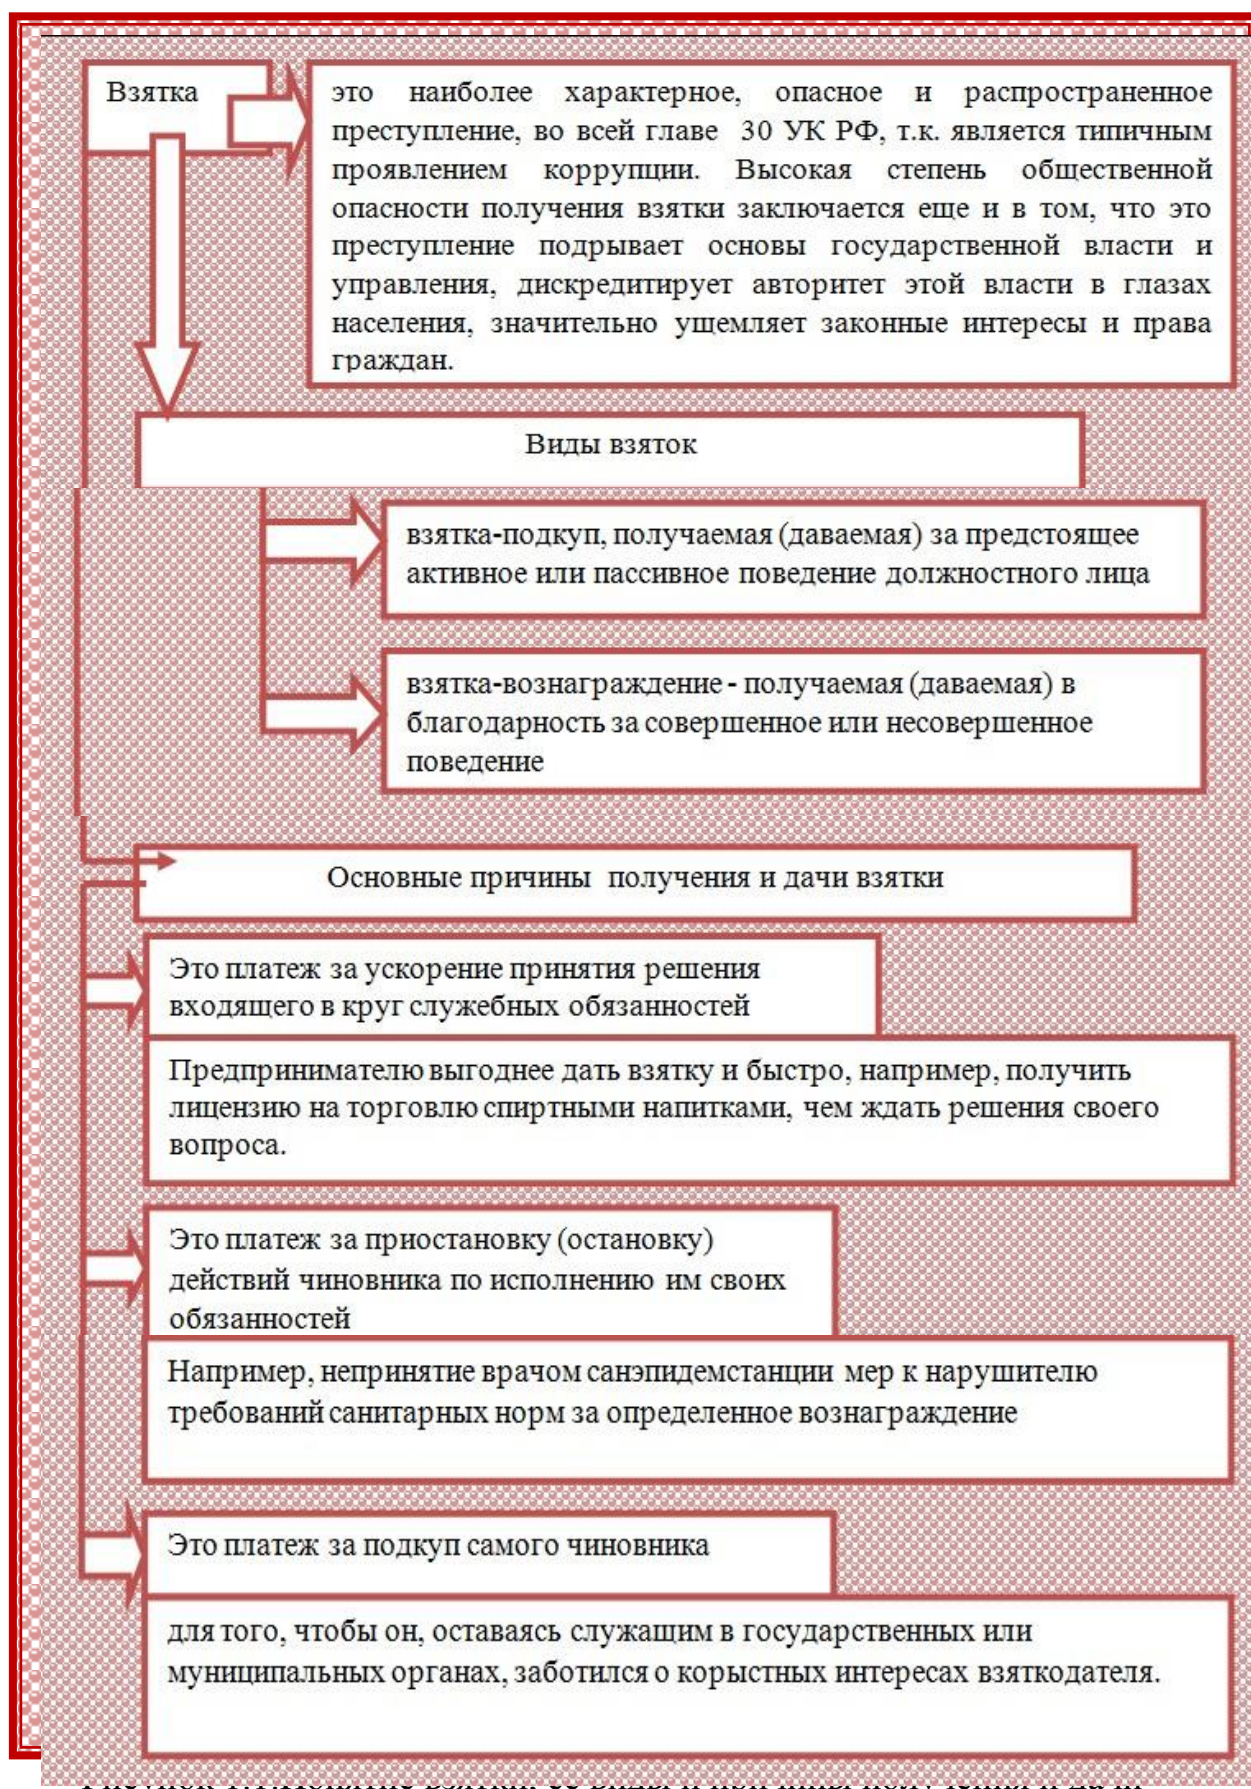 Взятка
это наиболее характерное, опасное и распространенное
преступление, во всей главе 30 УК РФ, т.к. является типичным
проявлением коррупции. Высокая степень общественной
опасности получения взятки заключается еще и в том, что это
преступление подрывает основы государственной власти и
управления, дискредитирует авторитет этой власти в глазах
населения, значительно ущемляет законные интересы и права
граждан.
Виды взяток
взятка-подкуп, получаемая (даваемая) за предстоящее
активное или пассивное поведение должностного лица
взятка-вознаграждение - получаемая (даваемая) в
благодарность за совершенное или несовершенное
поведение
Основные причины получения и дачи взятки
Это платеж за ускорение принятия решения
входящего в круг служебных обязанностей
Предпринимателю выгоднее дать взятку и быстро, например, получить
лицензию на торговлю спиртными напитками, чем ждать решения своего
вопроса.
Это платеж за приостановку (остановку)
действий чиновника по исполнению им своих
обязанностей
Например, непринятие врачом санэпидемстанции мер к нарушителю
требований санитарных норм за определенное вознаграждение
Это платеж за подкуп самого чиновника
для того, чтобы он, оставаясь служащим в государственных или
муниципальных органах, заботился о корыстных интересах взяткодателя.